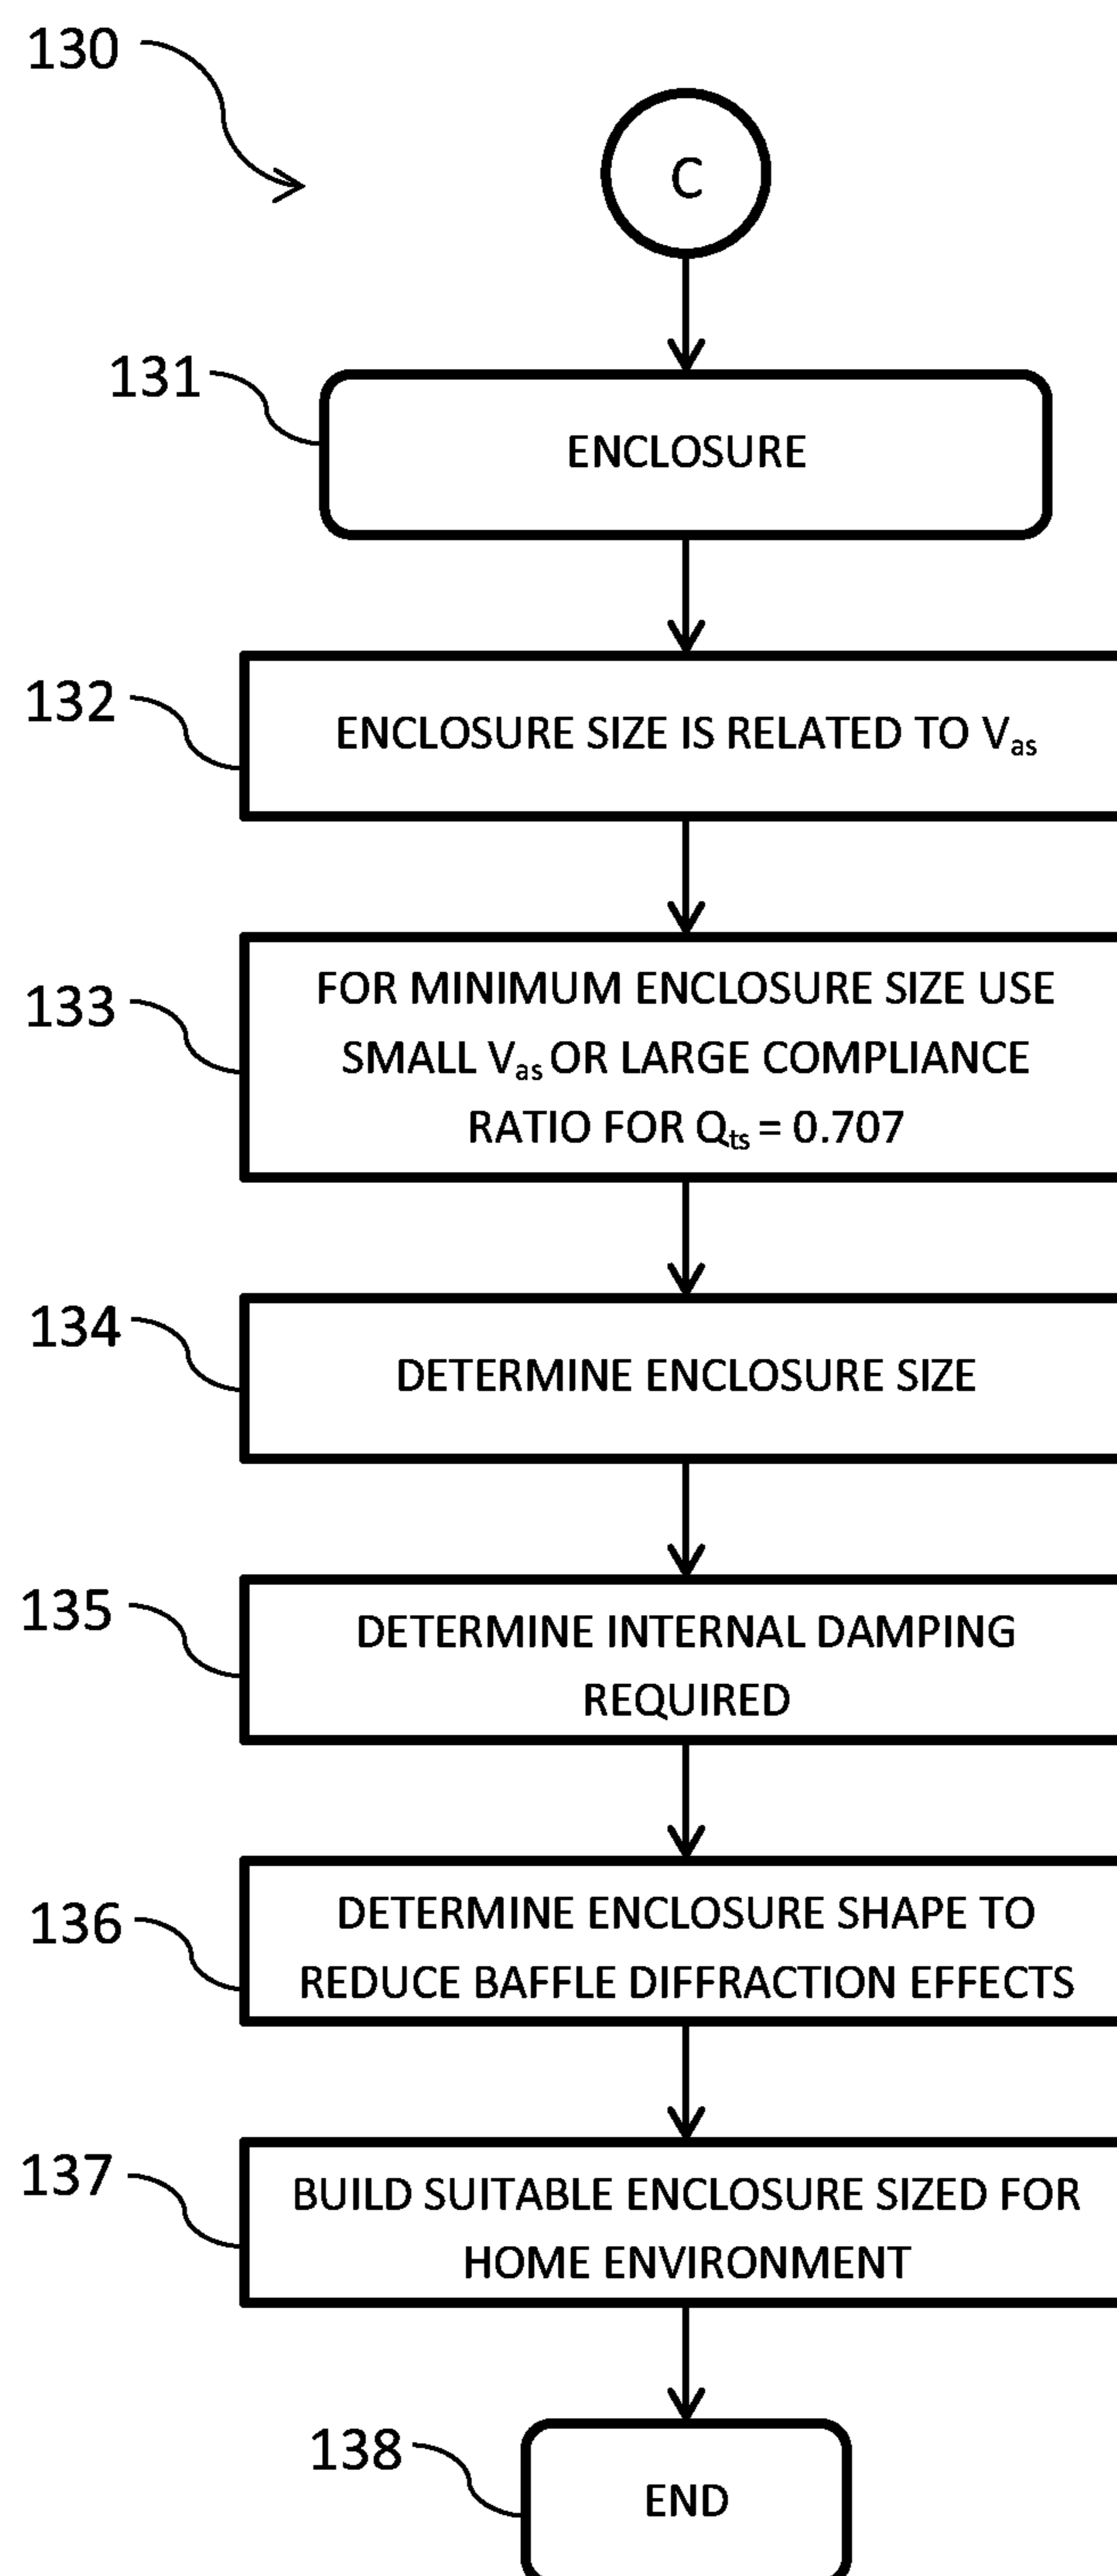 130
C
131
ENCLOSURE
132
ENCLOSURE SIZE IS RELATED TO Vas
133
FOR MINIMUM ENCLOSURE SIZE USE
SMALL Vas OR LARGE COMPLIANCE
RATIO FOR Qts = 0.707
134
DETERMINE ENCLOSURE SIZE
135
DETERMINE INTERNAL DAMPING
REQUIRED
136
DETERMINE ENCLOSURE SHAPE TO
REDUCE BAFFLE DIFFRACTION EFFECTS
137
BUILD SUITABLE ENCLOSURE SIZED FOR
HOME ENVIRONMENT
138
END